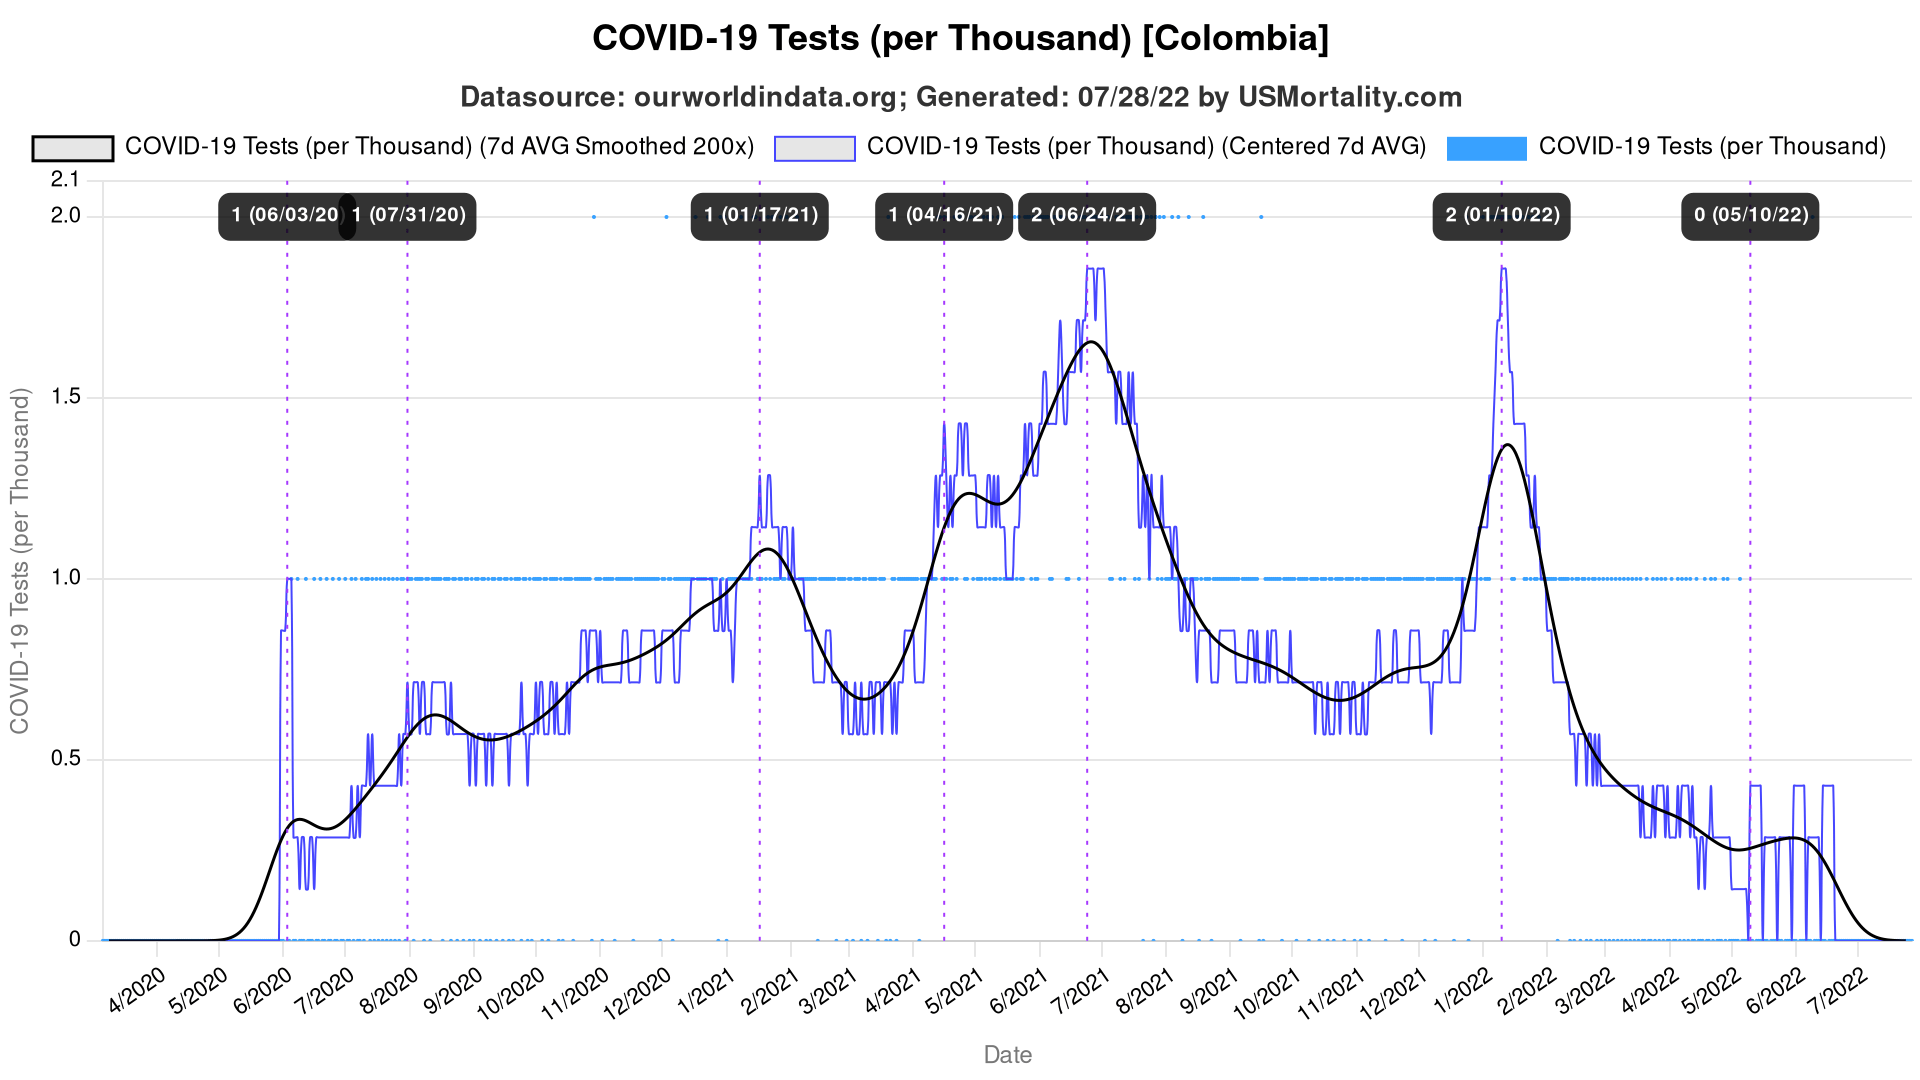 COVID-19 Tests (per Thousand) [Colombia]
Datasource: ourworldindata.org; Generated: 07/28/22 by USMortality.com
COVID-19 Tests (per Thousand) (7d AVG Smoothed 200x) COVID-19 Tests (per Thousand) (Centered 7d AVG) COVID-19 Tests (per Thousand)
2.1
2.0
1 (06/03/20) 1 (07/31/20) 1 (01/17/21) 1 (04/16/21) 2 (06/24/21) 2 (01/10/22) 0 (05/10/22)
1.5
1.0
0.5
0
COVID-19 Tests (per Thousand)
4/2020 5/2020 6/2020 7/2020 8/2020 9/2020 10/2020 11/2020 12/2020 1/2021 2/2021 3/2021 4/2021 5/2021 6/2021 7/2021 8/2021 9/2021 10/2021 11/2021 12/2021 1/2022 2/2022 3/2022 4/2022 5/2022 6/2022 7/2022
Date